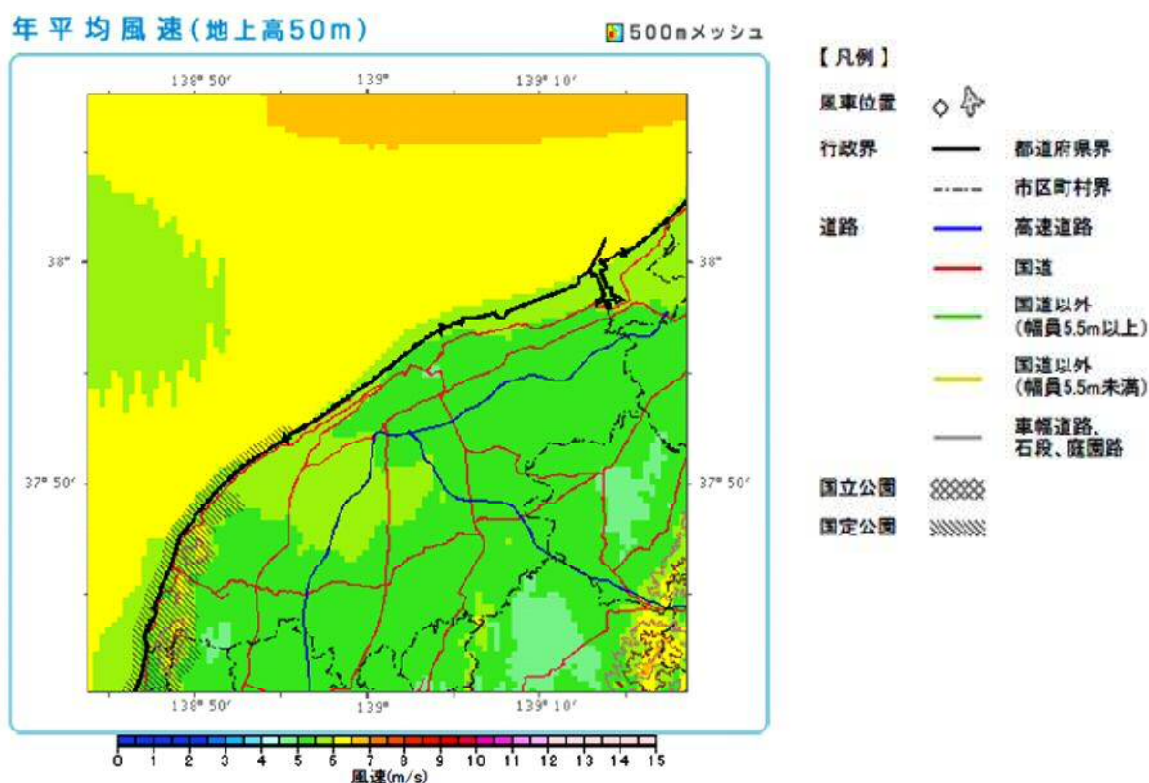 年平均風速(地上高50m)
500mメッシュ
138° 50′
139°
139° 10′
38°
38°
37° 50′
37° 50′
138° 50′
139°
139° 10′
0 1 2 3 4 5 6 7 8 9 10 11 12 13 14 15
風速(m/s)
【 凡例 】
風車位置
行政界
都道府県界
市区町村界
道路
高速道路
国道
国道以外
(幅員5.5m以上)
国道以外
(幅員5.5m未満)
車幅道路、
石段、庭園路
国立公園
国定公園